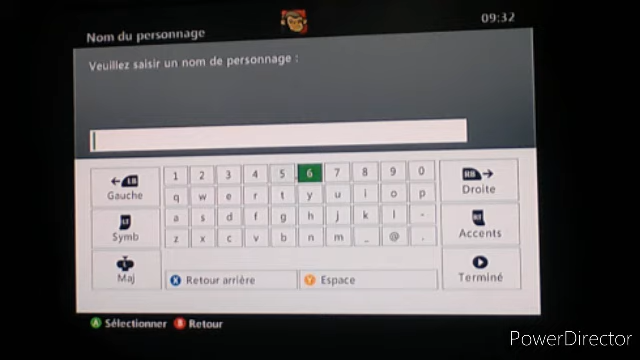 09:32
Nom du personnage
Veuillez saisir un nom de personnage :
LB
Gauche
1 2 3 4 5 6 7 8 9 0
RB
Droite
q w e r t y u i o p
LT
Symb
a s d f g h j k l -
RT
Accents
z x c v b n m _ @ .
Maj
X Retour arrière
Y Espace
Terminé
A Sélectionner B Retour
PowerDirector